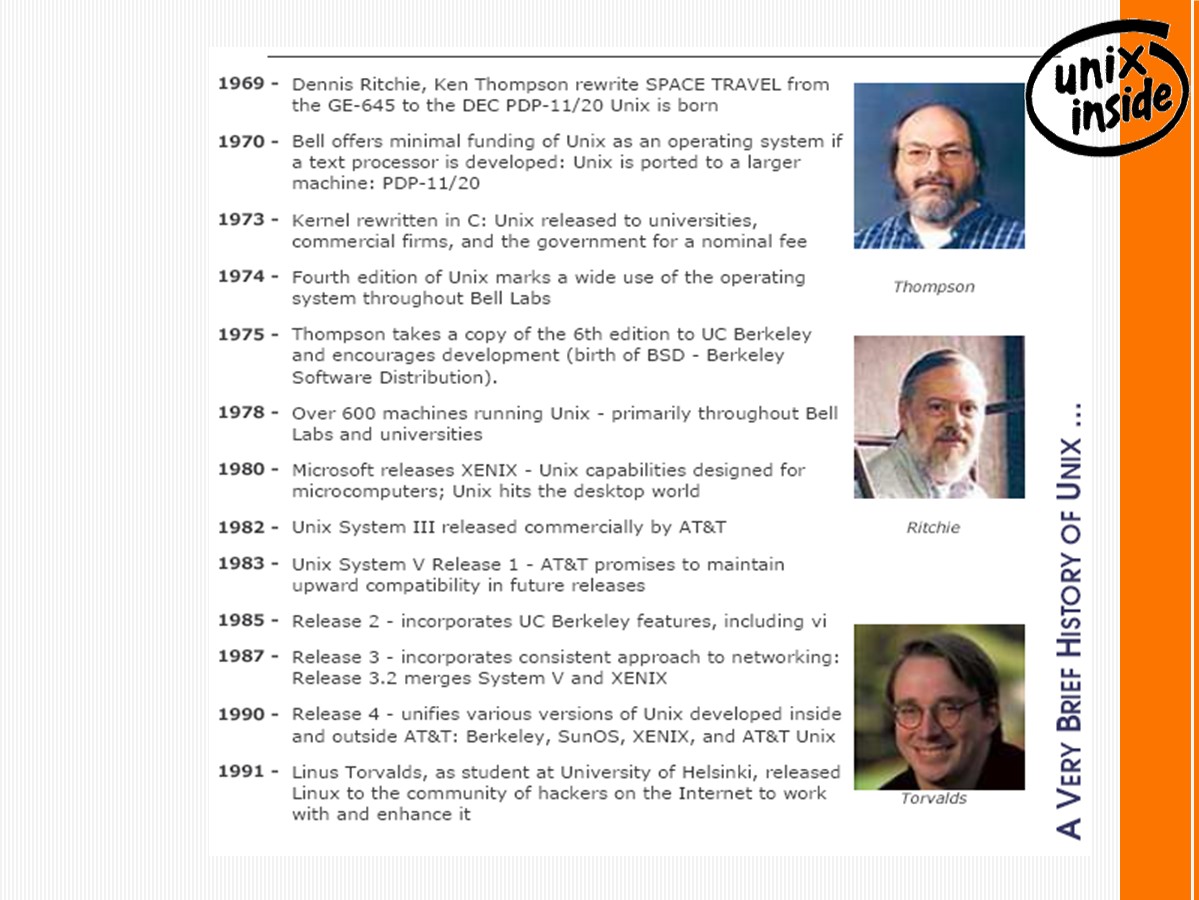 unix
inside
1969 - Dennis Ritchie, Ken Thompson rewrite SPACE TRAVEL from
the GE-645 to the DEC PDP-11/20 Unix is born
1970 - Bell offers minimal funding of Unix as an operating system if
a text processor is developed: Unix is ported to a larger
machine: PDP-11/20
1973 - Kernel rewritten in C: Unix released to universities,
commercial firms, and the government for a nominal fee
1974 - Fourth edition of Unix marks a wide use of the operating
system throughout Bell Labs
1975 - Thompson takes a copy of the 6th edition to UC Berkeley
and encourages development (birth of BSD - Berkeley
Software Distribution).
1978 - Over 600 machines running Unix - primarily throughout Bell
Labs and universities
1980 - Microsoft releases XENIX - Unix capabilities designed for
microcomputers; Unix hits the desktop world
1982 - Unix System III released commercially by AT&T
1983 - Unix System V Release 1 - AT&T promises to maintain
upward compatibility in future releases
1985 - Release 2 - incorporates UC Berkeley features, including vi
1987 - Release 3 - incorporates consistent approach to networking:
Release 3.2 merges System V and XENIX
1990 - Release 4 - unifies various versions of Unix developed inside
and outside AT&T: Berkeley, SunOS, XENIX, and AT&T Unix
1991 - Linus Torvalds, as student at University of Helsinki, released
Linux to the community of hackers on the Internet to work
with and enhance it
Thompson
Ritchie
Torvalds
A VERY BRIEF HISTORY OF UNIX ...